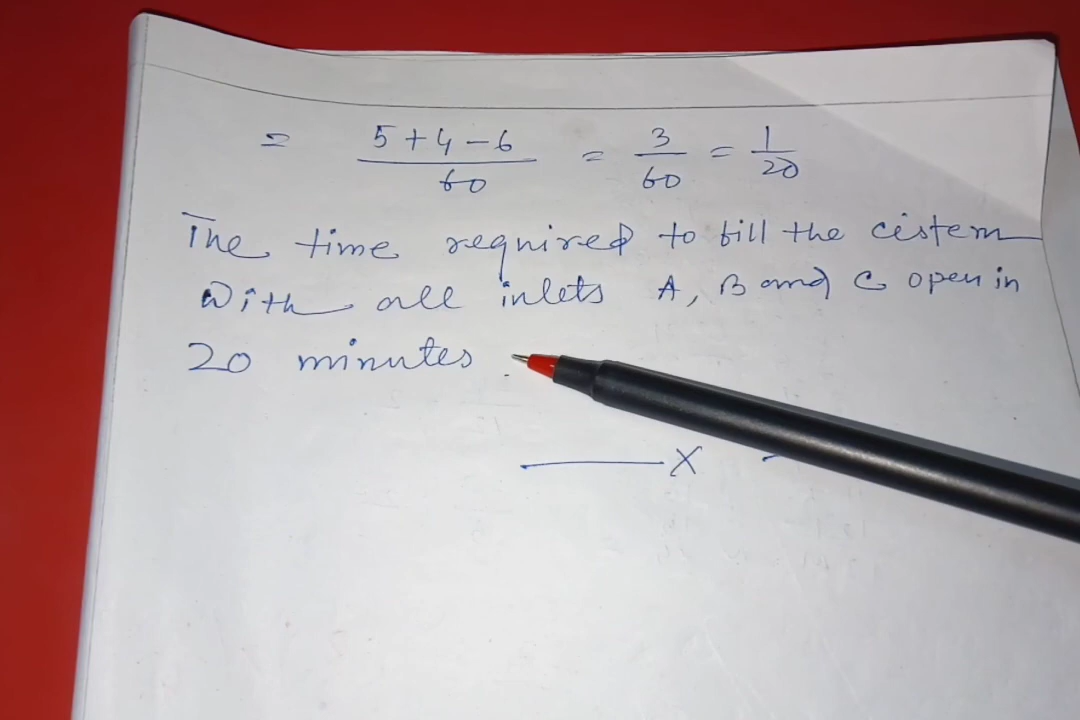 = 5+4-6/60 = 3/60 = 1/20
The time required to fill the cistern
With all inlets A, B and C open in
20 minutes.
—— X —